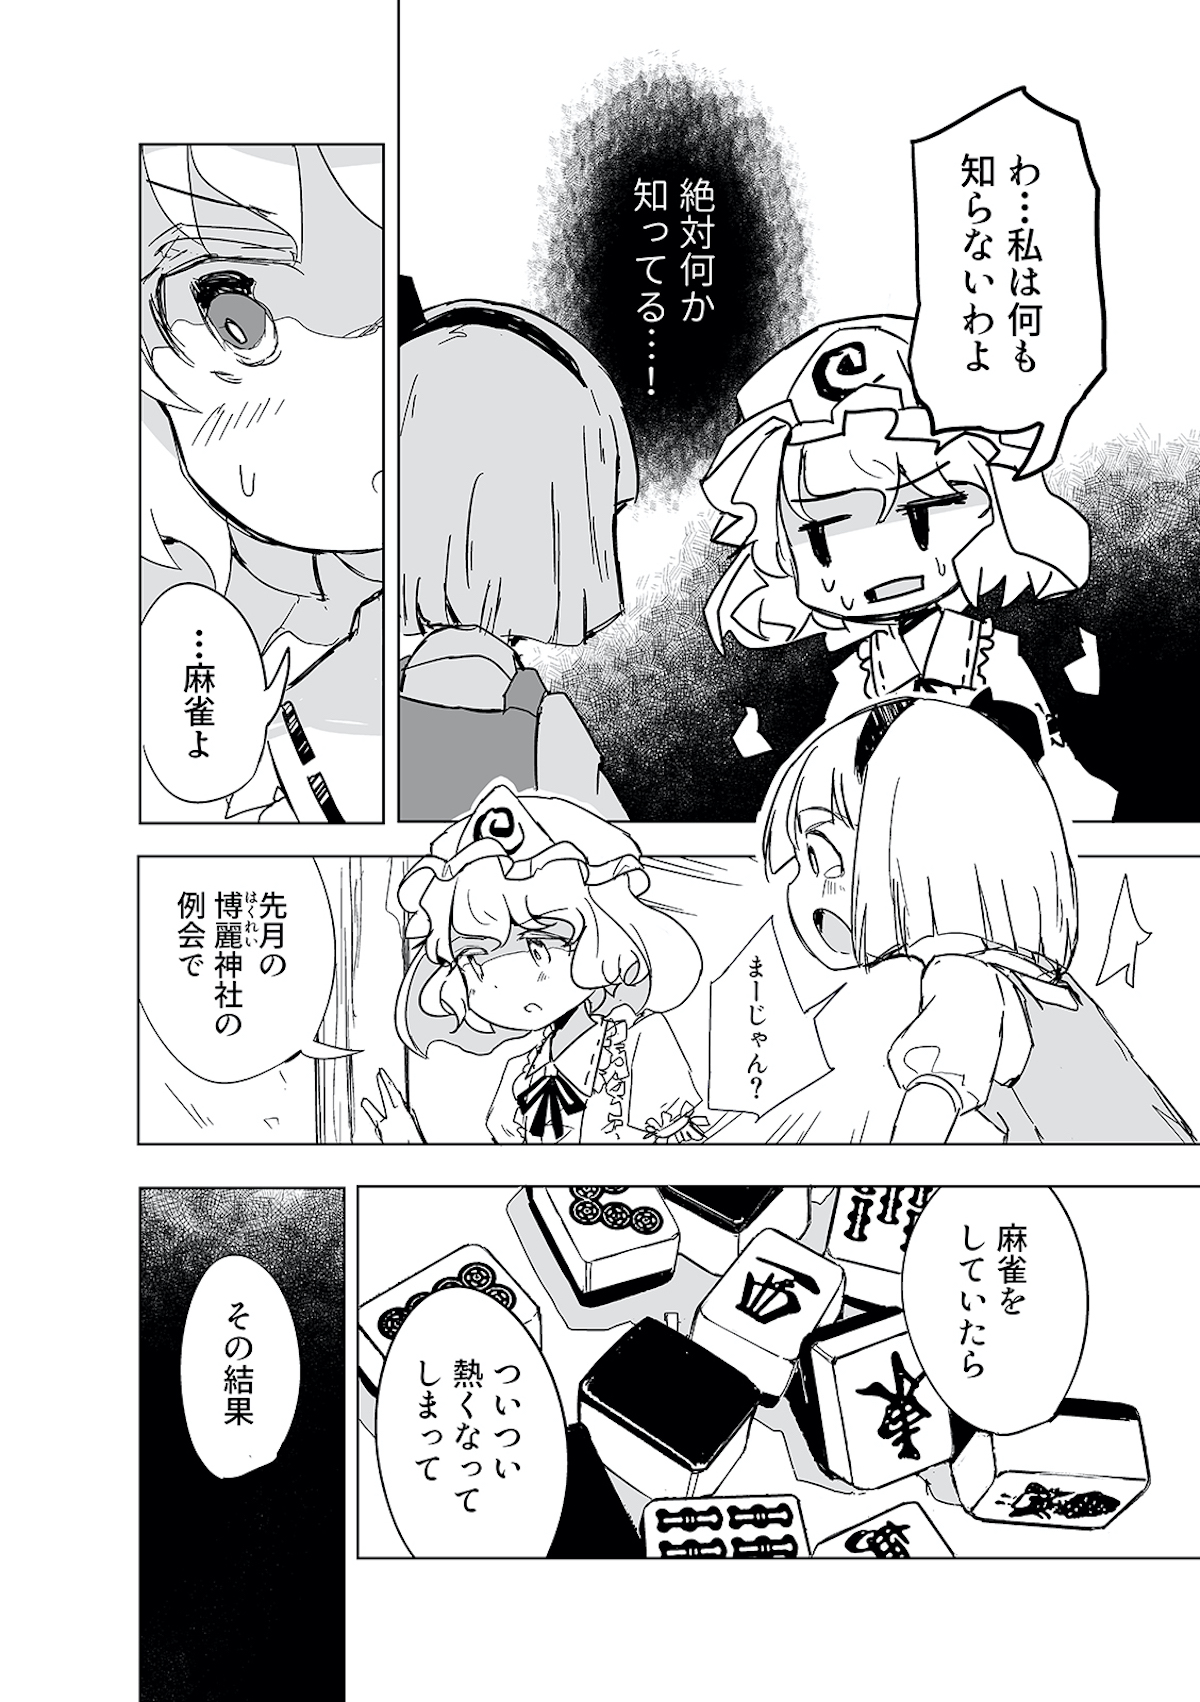 わ…私は何も
知らないわよ
絶対何か
知ってる…！
…麻雀よ
まーじゃん？
先月の
博麗神社の
はくれい
例会で
麻雀を
していたら
ついつい
熱くなって
しまって
その結果